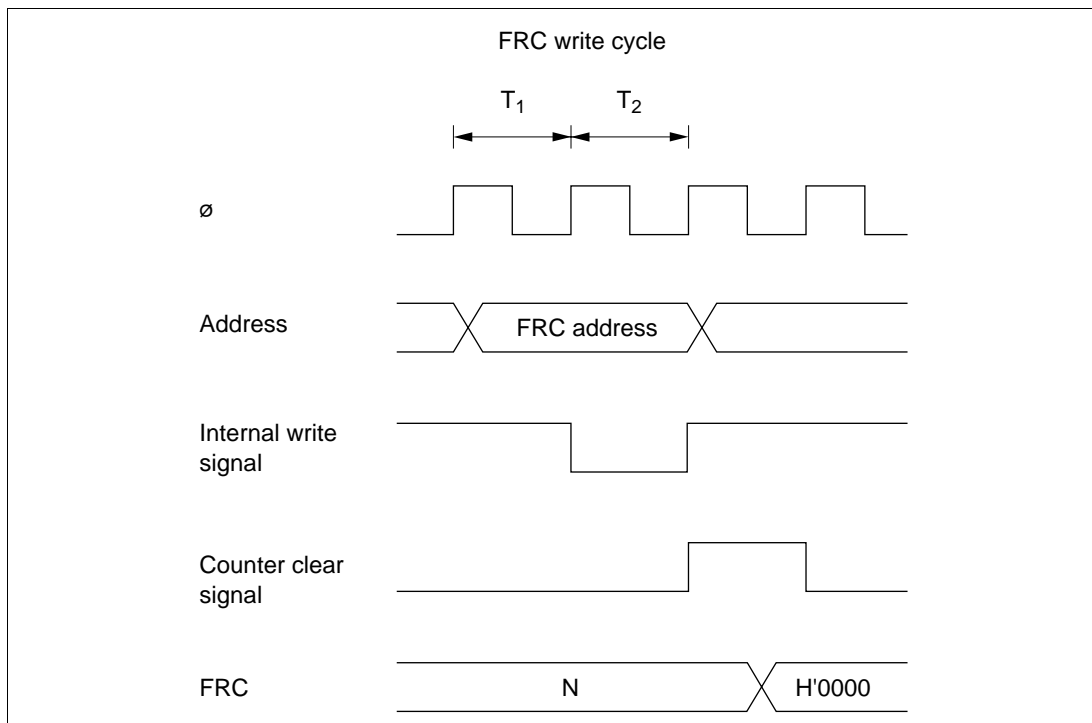 FRC write cycle
T1 T2
ø
Address FRC address
Internal write
signal
Counter clear
signal
FRC N H'0000